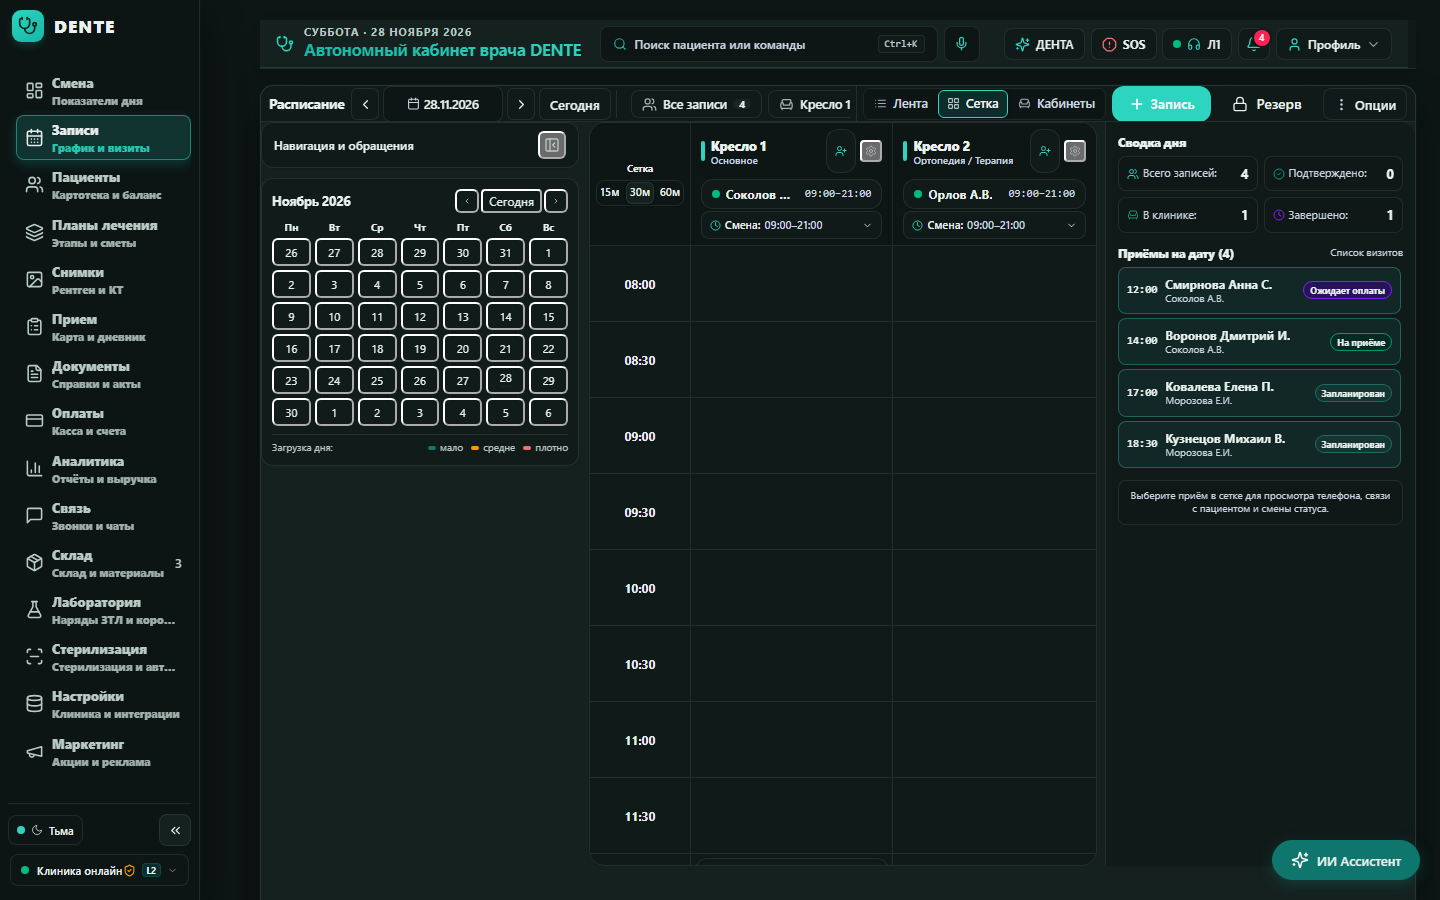 DENTE
Смена
Показатели дня
Записи
График и визиты
Пациенты
Картотека и баланс
Планы лечения
Этапы и сметы
Снимки
Рентген и КТ
Прием
Карта и дневник
Документы
Справки и акты
Оплаты
Касса и счета
Аналитика
Отчёты и выручка
Связь
Звонки и чаты
Склад
Склад и материалы
3
Лаборатория
Наряды ЗТЛ и коро...
Стерилизация
Стерилизация и авт...
Настройки
Клиника и интеграции
Маркетинг
Акции и реклама
Тьма
Клиника онлайн L2
СУББОТА · 28 НОЯБРЯ 2026
Автономный кабинет врача DENTE
Поиск пациента или команды Ctrl+K
ДЕНТА
SOS
Л1
4
Профиль
Расписание 28.11.2026 Сегодня
Все записи 4
Кресло 1
Лента Сетка Кабинеты
Запись
Резерв
Опции
Навигация и обращения
Ноябрь 2026 Сегодня
Пн Вт Ср Чт Пт Сб Вс
26 27 28 29 30 31 1
2 3 4 5 6 7 8
9 10 11 12 13 14 15
16 17 18 19 20 21 22
23 24 25 26 27 28 29
30 1 2 3 4 5 6
Загрузка дня: мало средне плотно
Сетка
15м 30м 60м
Кресло 1
Основное
Соколов ... 09:00–21:00
Смена: 09:00–21:00
Кресло 2
Ортопедия / Терапия
Орлов А.В. 09:00–21:00
Смена: 09:00–21:00
08:00
08:30
09:00
09:30
10:00
10:30
11:00
11:30
Сводка дня
Всего записей: 4
Подтверждено: 0
В клинике: 1
Завершено: 1
Приёмы на дату (4) Список визитов
12:00 Смирнова Анна С. Ожидает оплаты
Соколов А.В.
14:00 Воронов Дмитрий И. На приёме
Соколов А.В.
17:00 Ковалева Елена П. Запланирован
Морозова Е.И.
18:30 Кузнецов Михаил В. Запланирован
Морозова Е.И.
Выберите приём в сетке для просмотра телефона, связи
с пациентом и смены статуса.
ИИ Ассистент